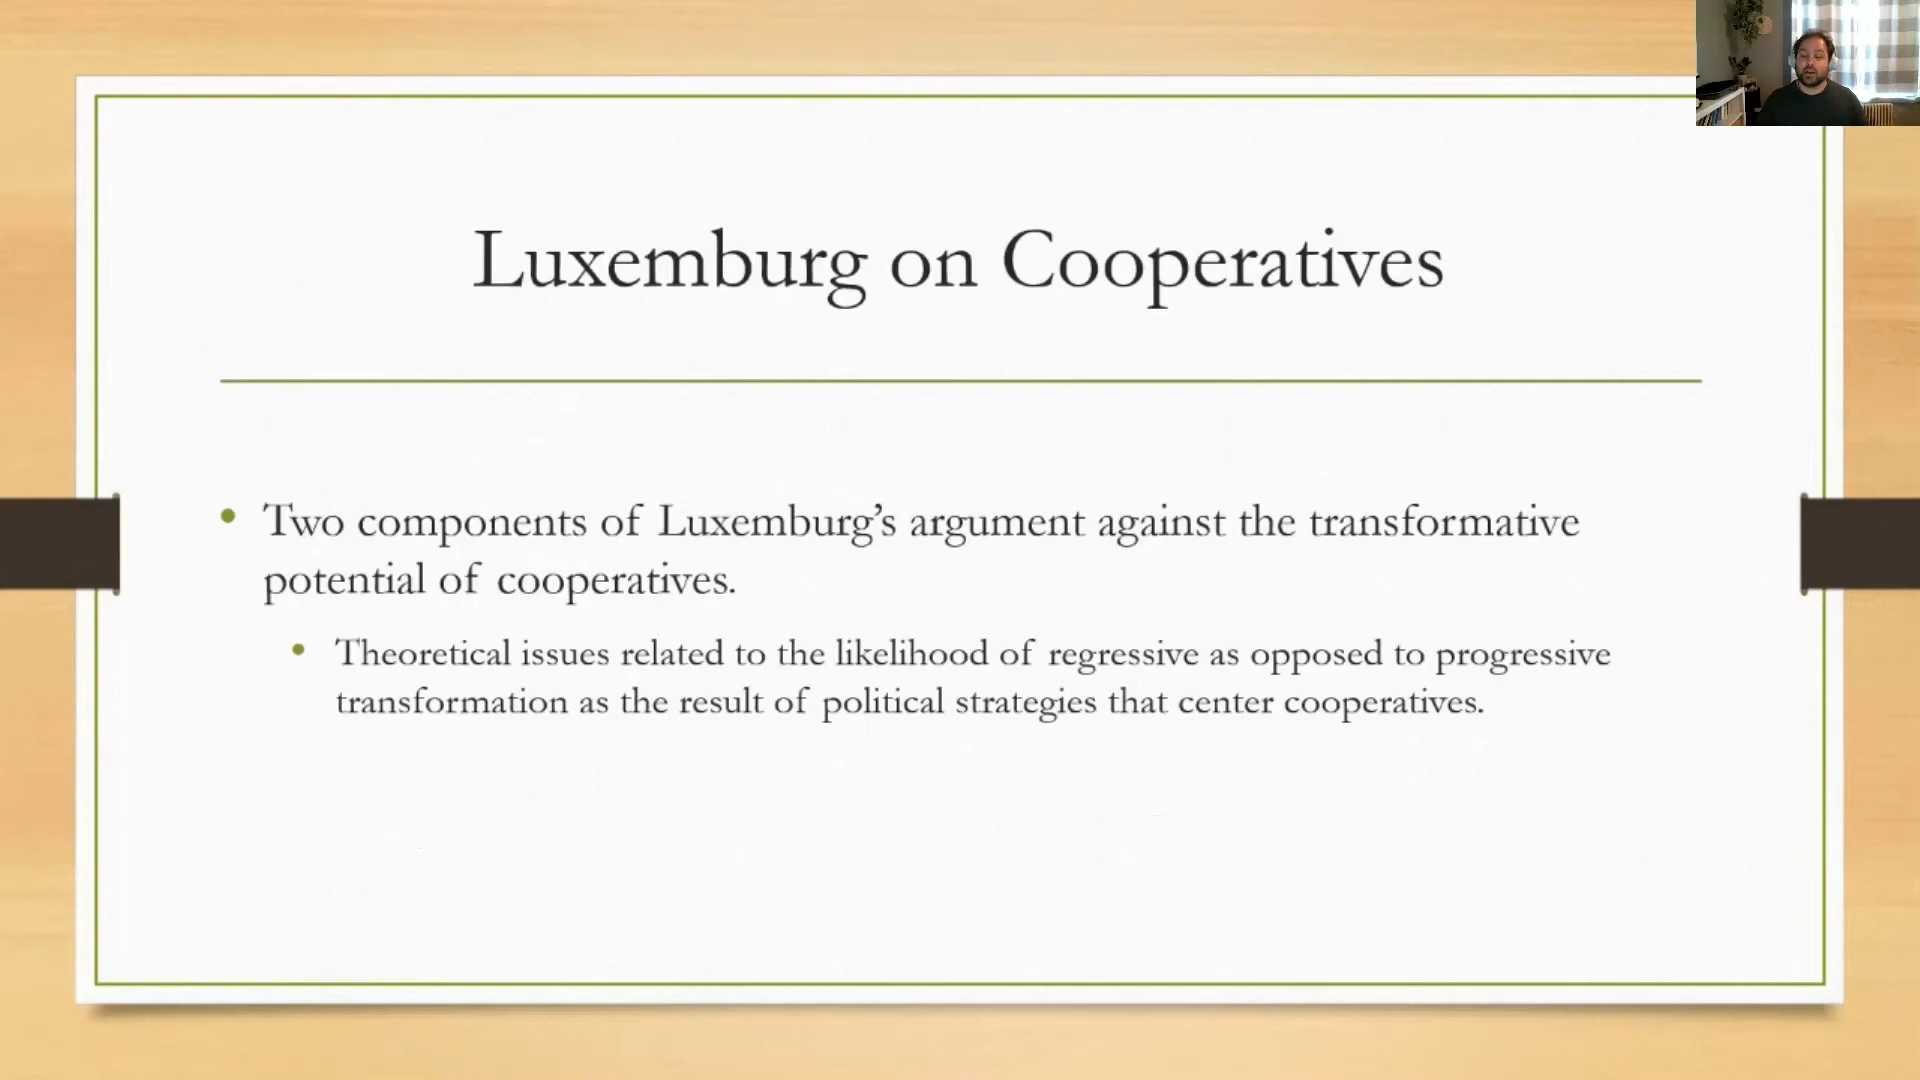 Luxemburg on Cooperatives
• Two components of Luxemburg’s argument against the transformative
potential of cooperatives.
• Theoretical issues related to the likelihood of regressive as opposed to progressive
transformation as the result of political strategies that center cooperatives.